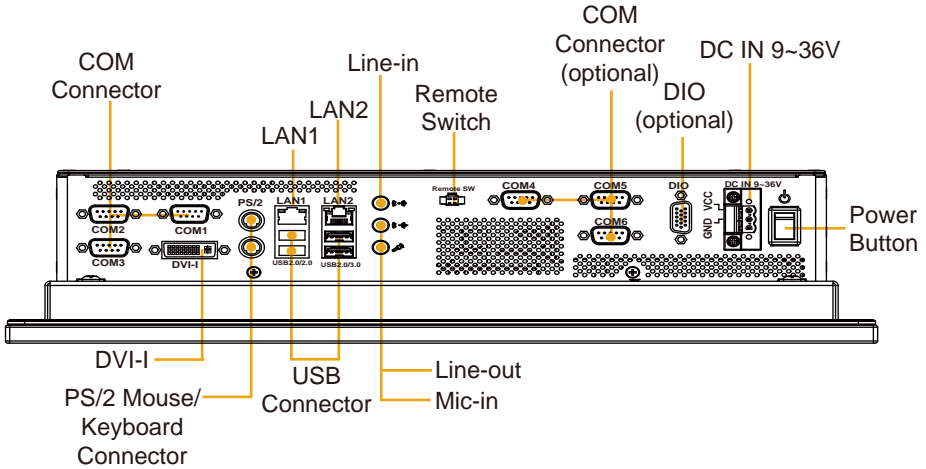 COM
Connector
(optional)
DC IN 9~36V
COM
Connector
Line-in
Remote
Switch
DIO
(optional)
LAN2
LAN1
Remote SW
COM4
COM5
DIO
DC IN 9~36V
PS/2
LAN1
LAN2
GND
VCC
COM2
COM1
COM6
COM3
DVI-I
USB2.0/2.0
USB2.0/3.0
Power
Button
DVI-I
USB
Connector
Line-out
Mic-in
PS/2 Mouse/
Keyboard
Connector